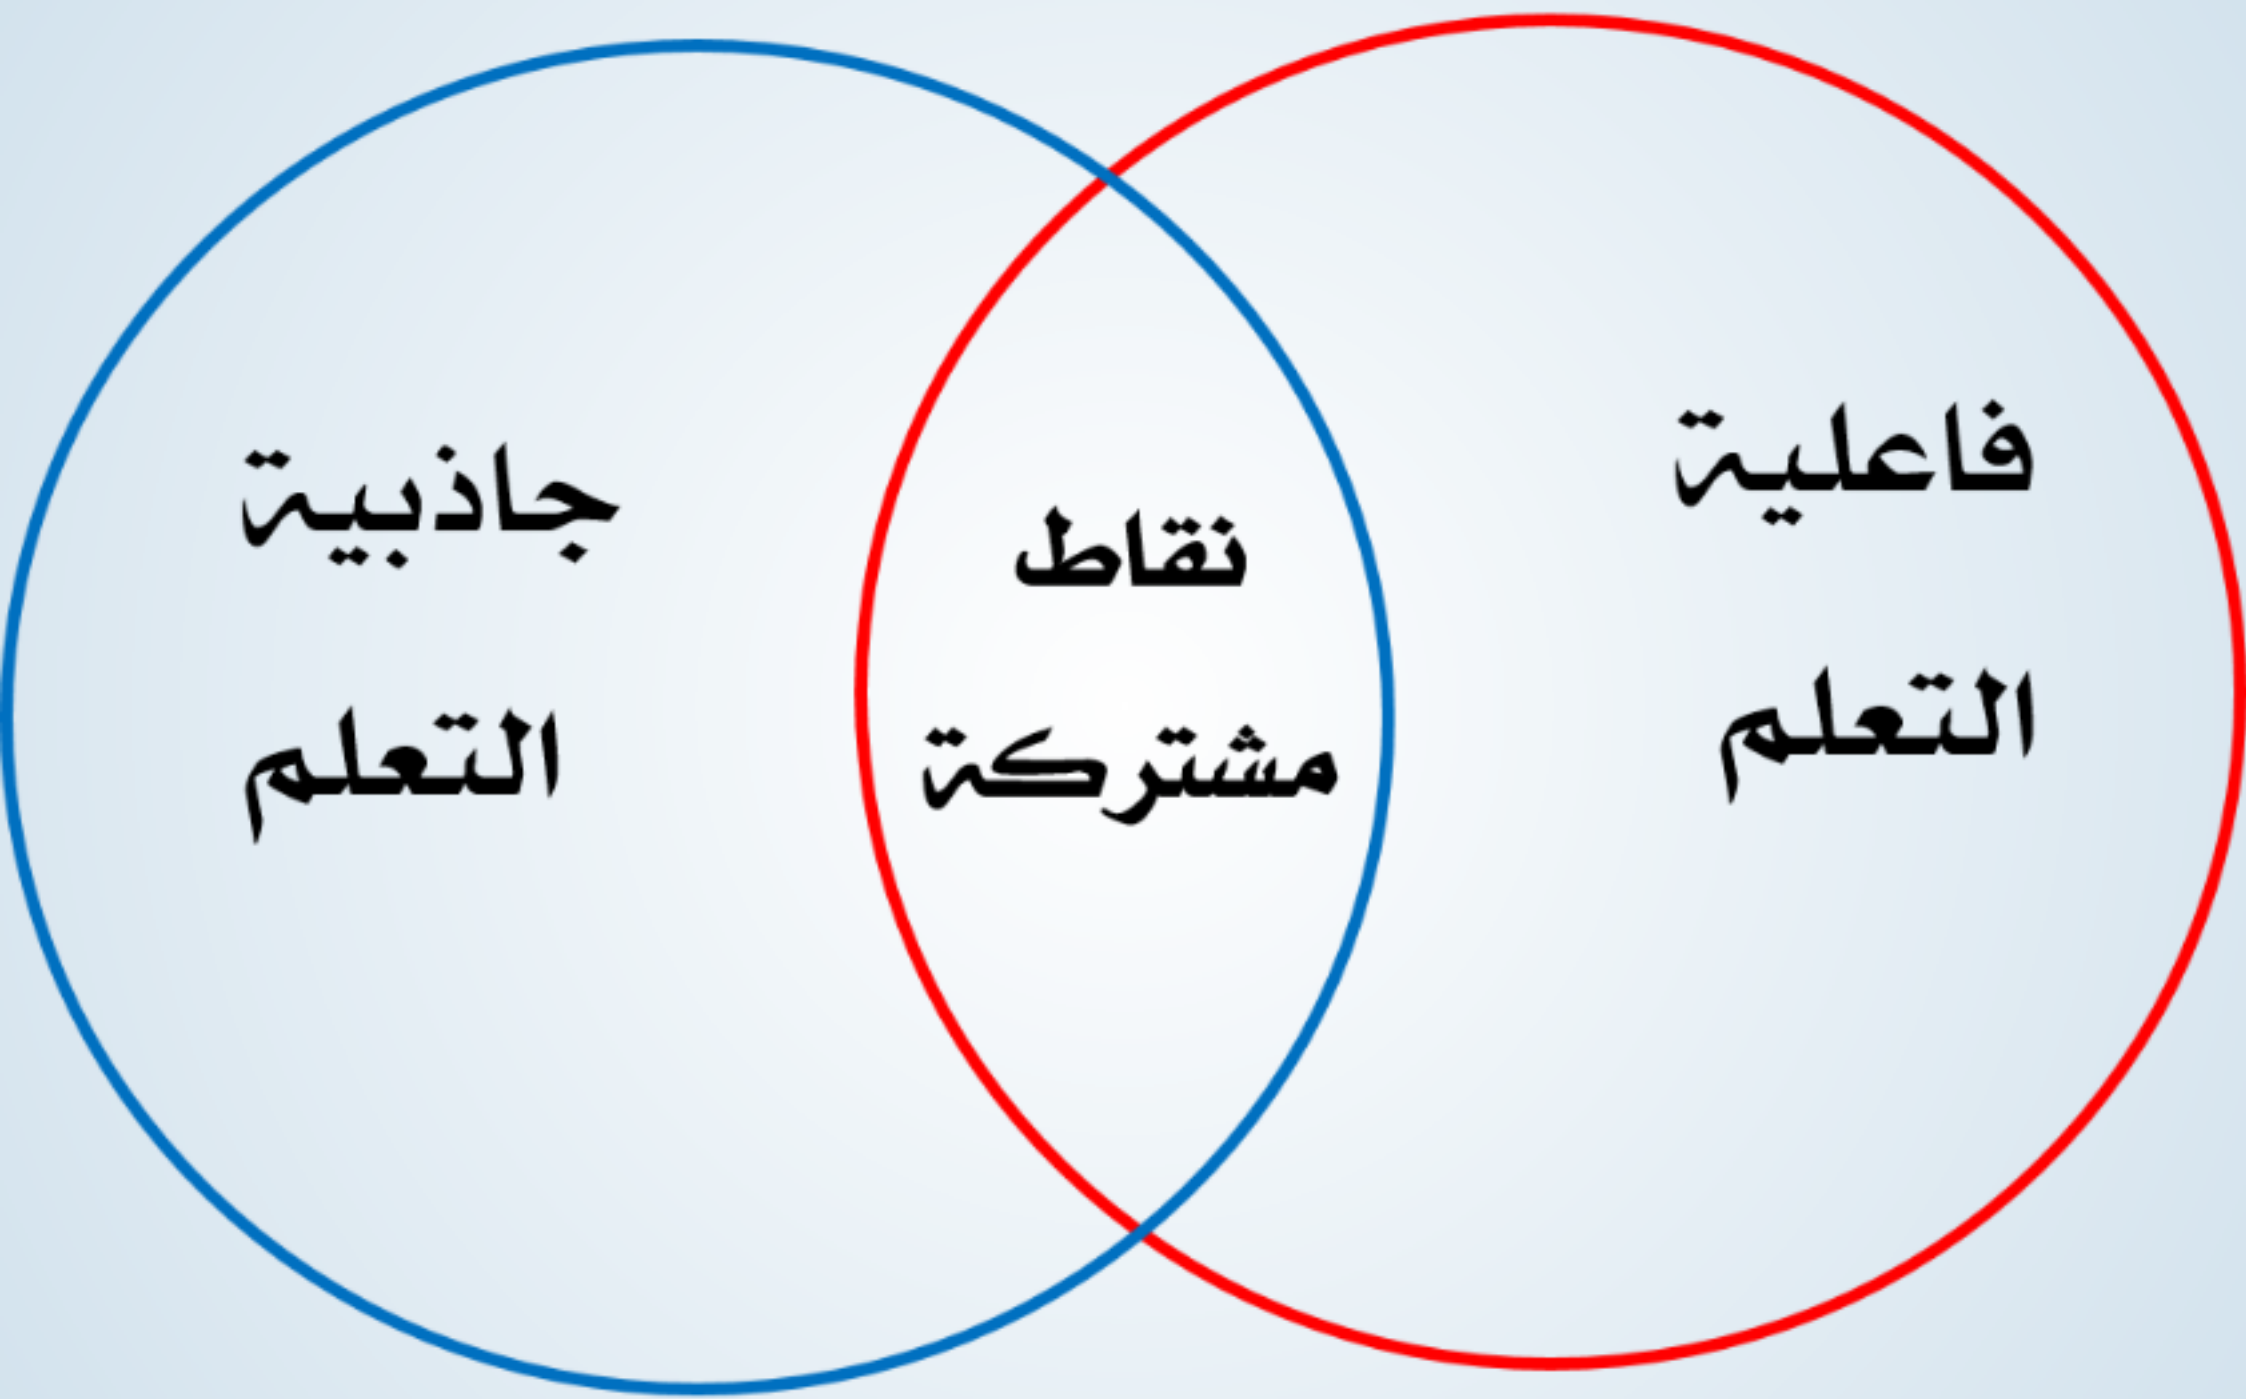 فاعلية
التعلم
نقاط
مشتركة
جاذبية
التعلم